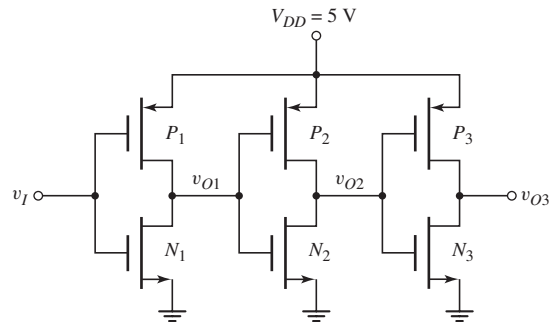 V_DD = 5 V
P_1
P_2
P_3
v_I
v_O1
v_O2
v_O3
N_1
N_2
N_3